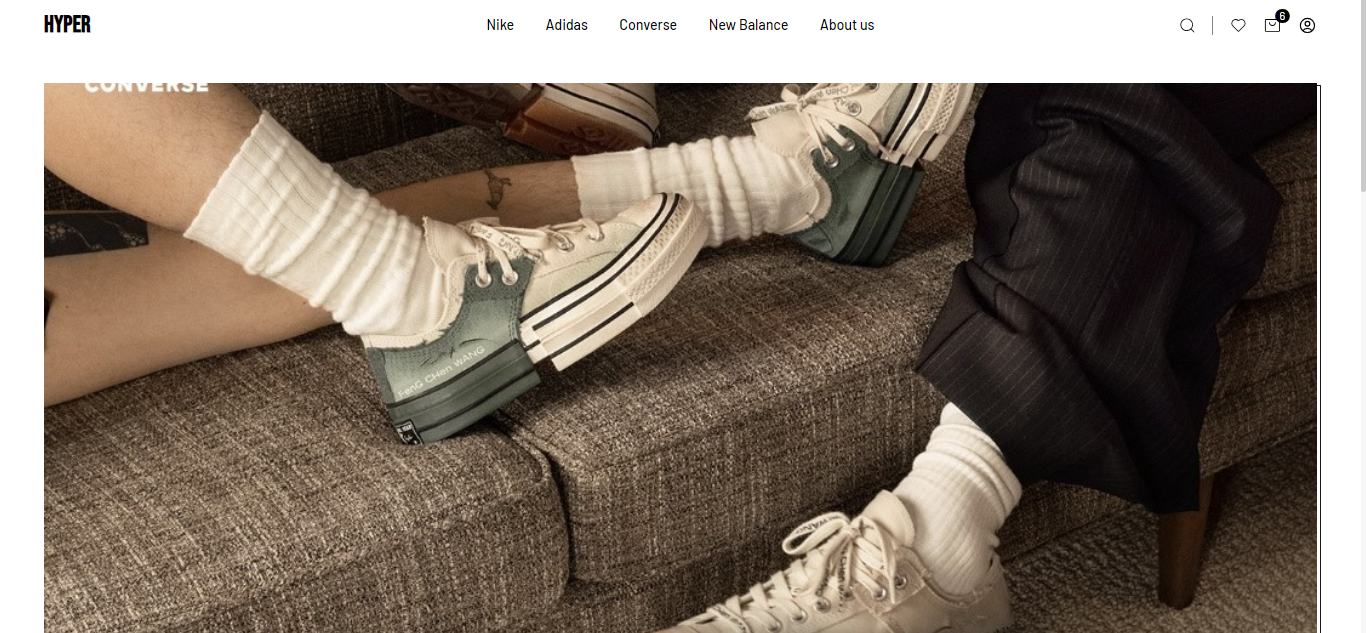 HYPER
Nike
Adidas
Converse
New Balance
About us
6
CONVERSE
FenG CHen WANG